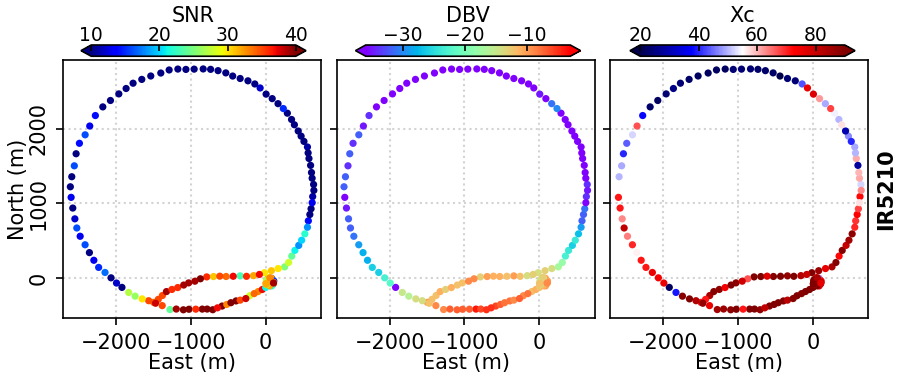 SNR DBV Xc
10 20 30 40 −30 −20 −10 20 40 60 80
North (m)
2000
1000
0
IR5210
−2000 −1000 0 −2000 −1000 0 −2000 −1000 0
East (m) East (m) East (m)